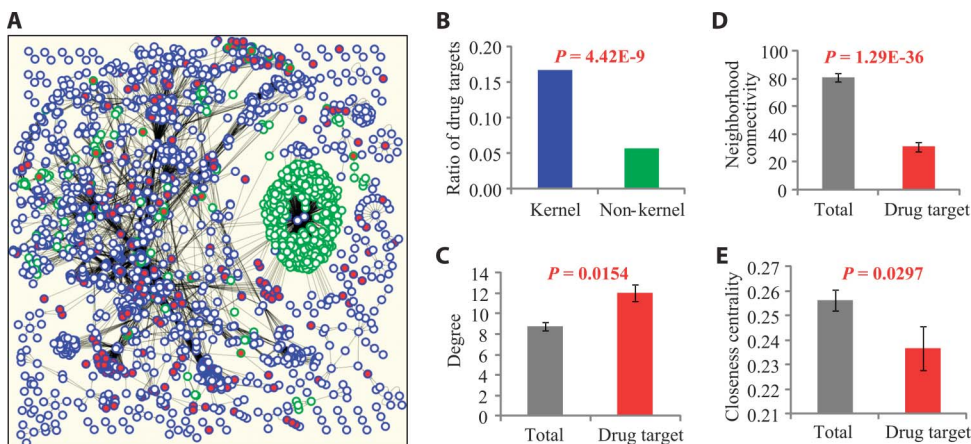 A
B
Ratio of drug targets
0.20
0.15
0.10
0.05
0.00
P = 4.42E-9
Kernel Non-kernel
C
Degree
14
12
10
8
6
4
2
0
P = 0.0154
Total Drug target
D
Neighborhood
connectivity
100
80
60
40
20
0
P = 1.29E-36
Total Drug target
E
Closeness centrality
0.27
0.26
0.25
0.24
0.23
0.22
0.21
P = 0.0297
Total Drug target